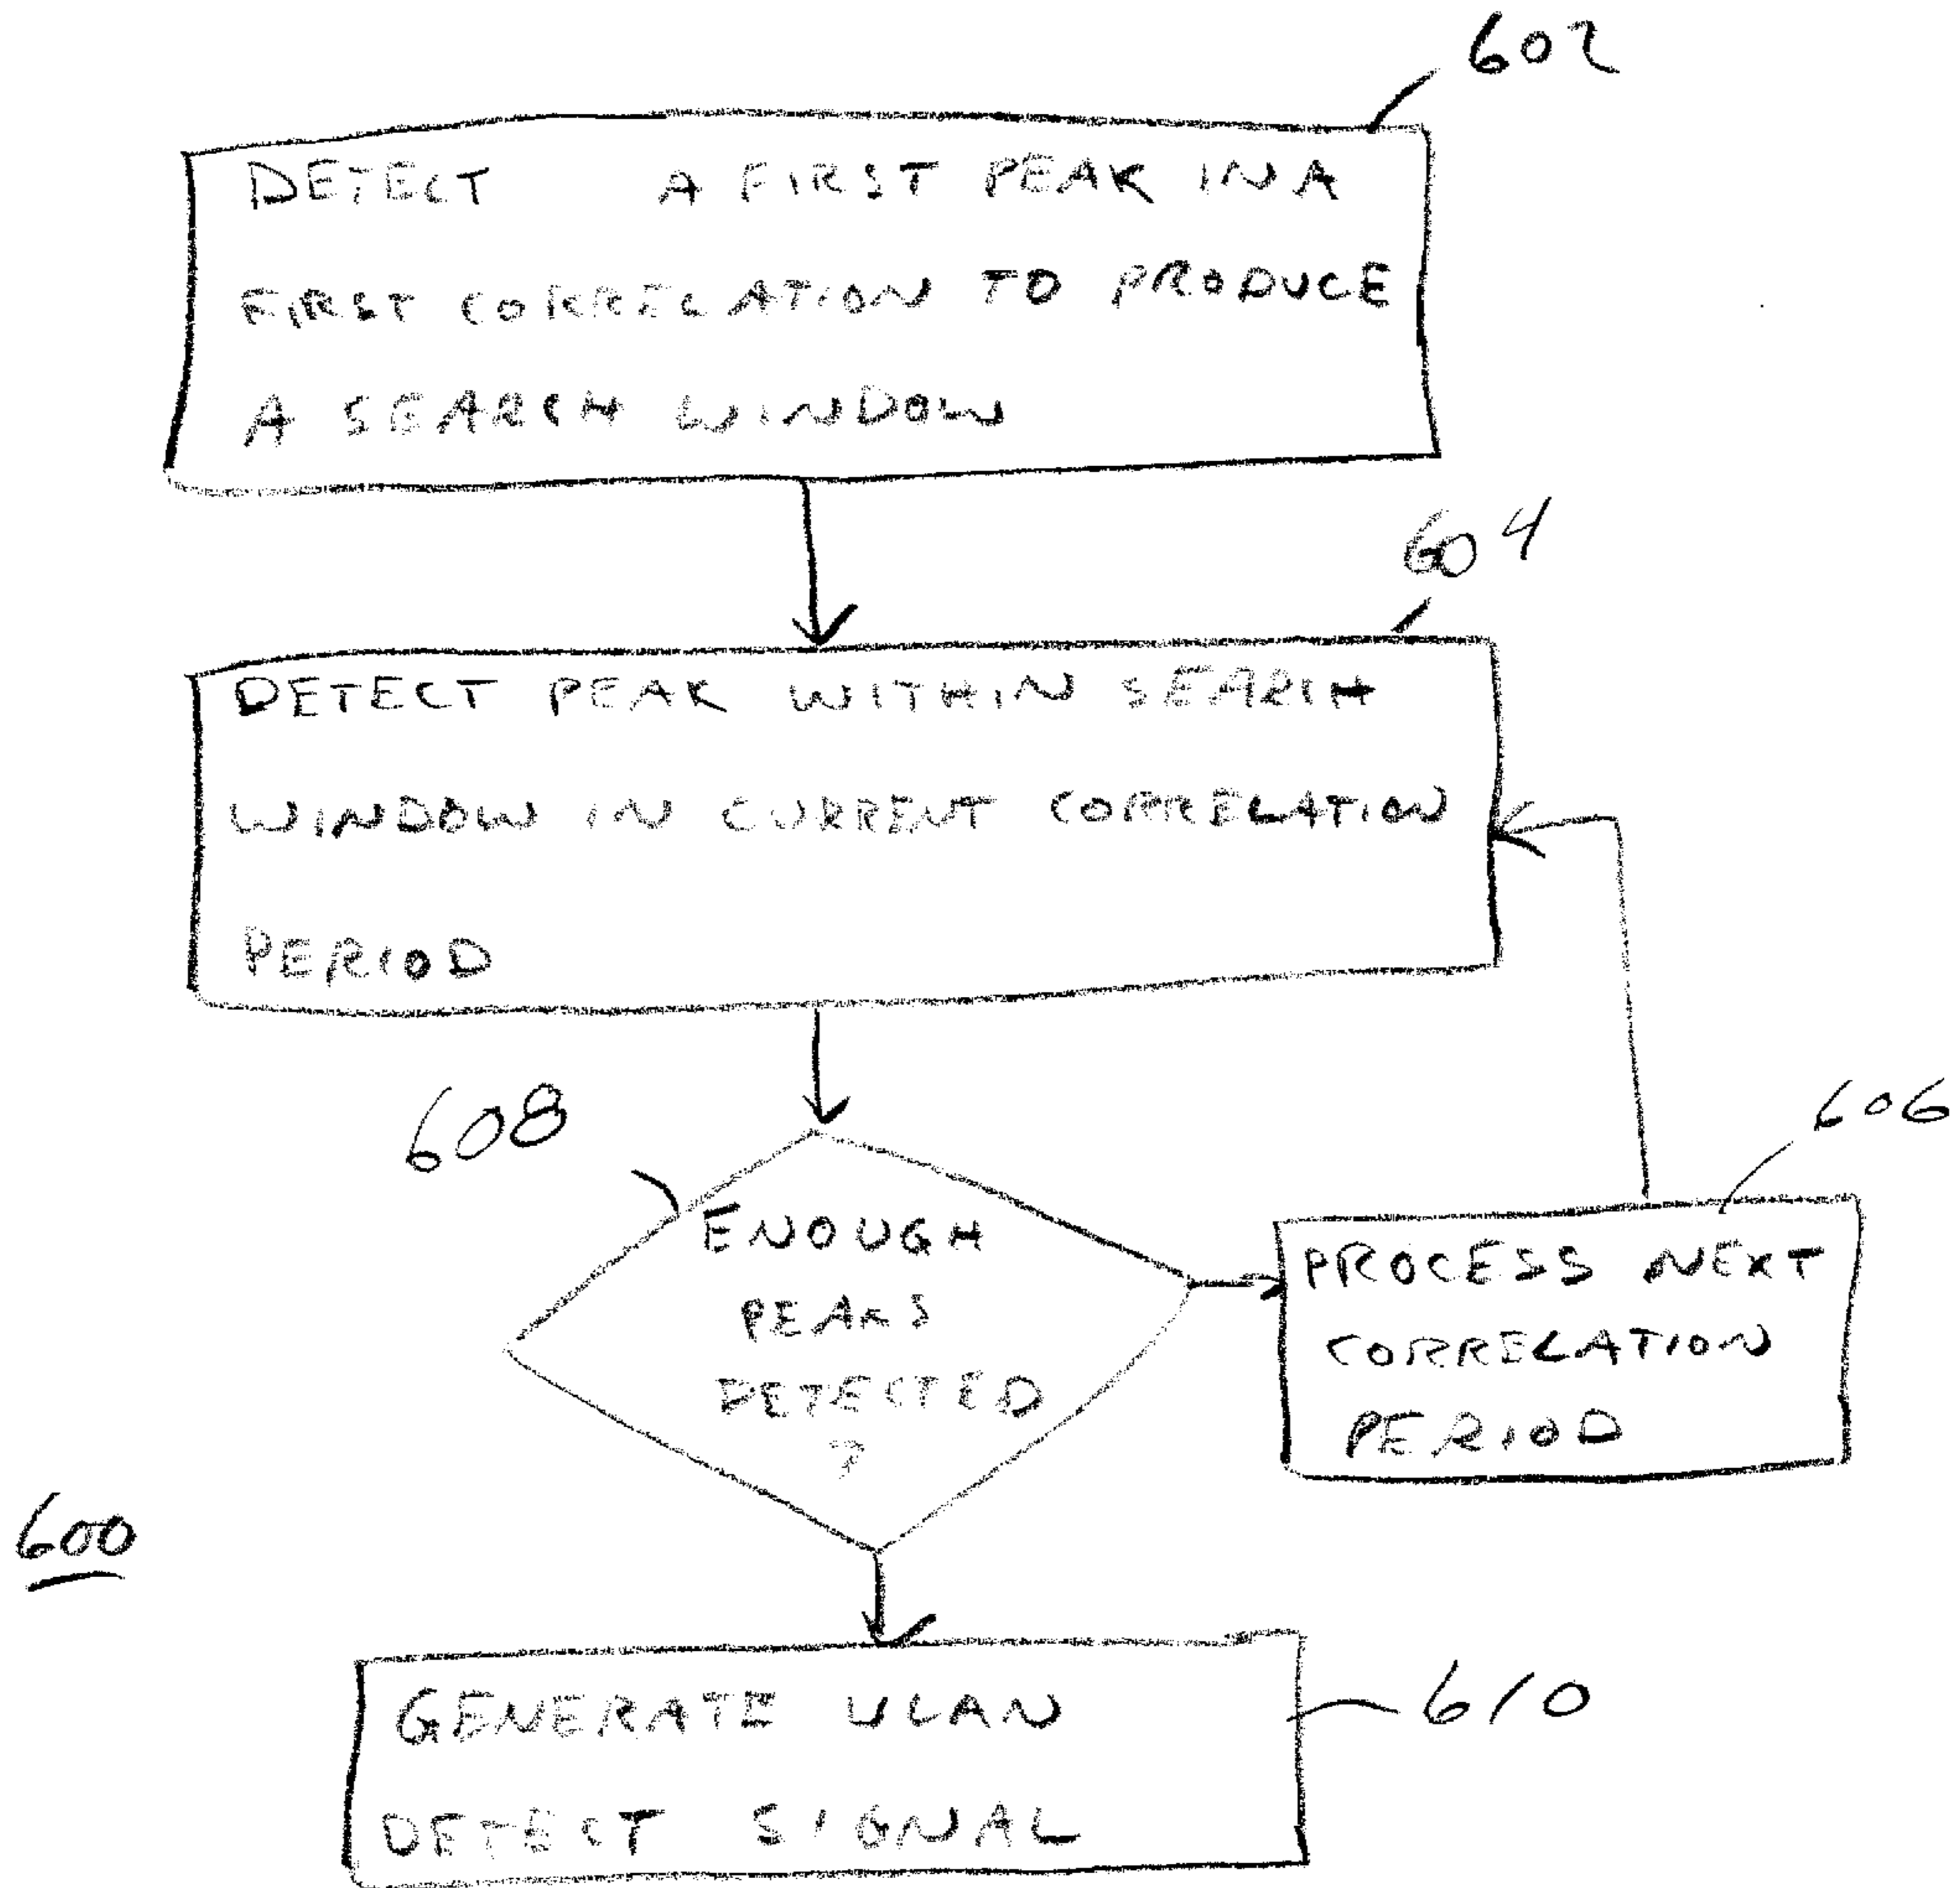 602
DETECT A FIRST PEAK IN A
FIRST CORRELATION TO PRODUCE
A SEARCH WINDOW
604
DETECT PEAK WITHIN SEARCH
WINDOW IN CURRENT CORRELATION
PERIOD
608
ENOUGH
PEAKS
DETECTED
?
606
PROCESS NEXT
CORRELATION
PERIOD
600
GENERATE WLAN
DETECT SIGNAL
610